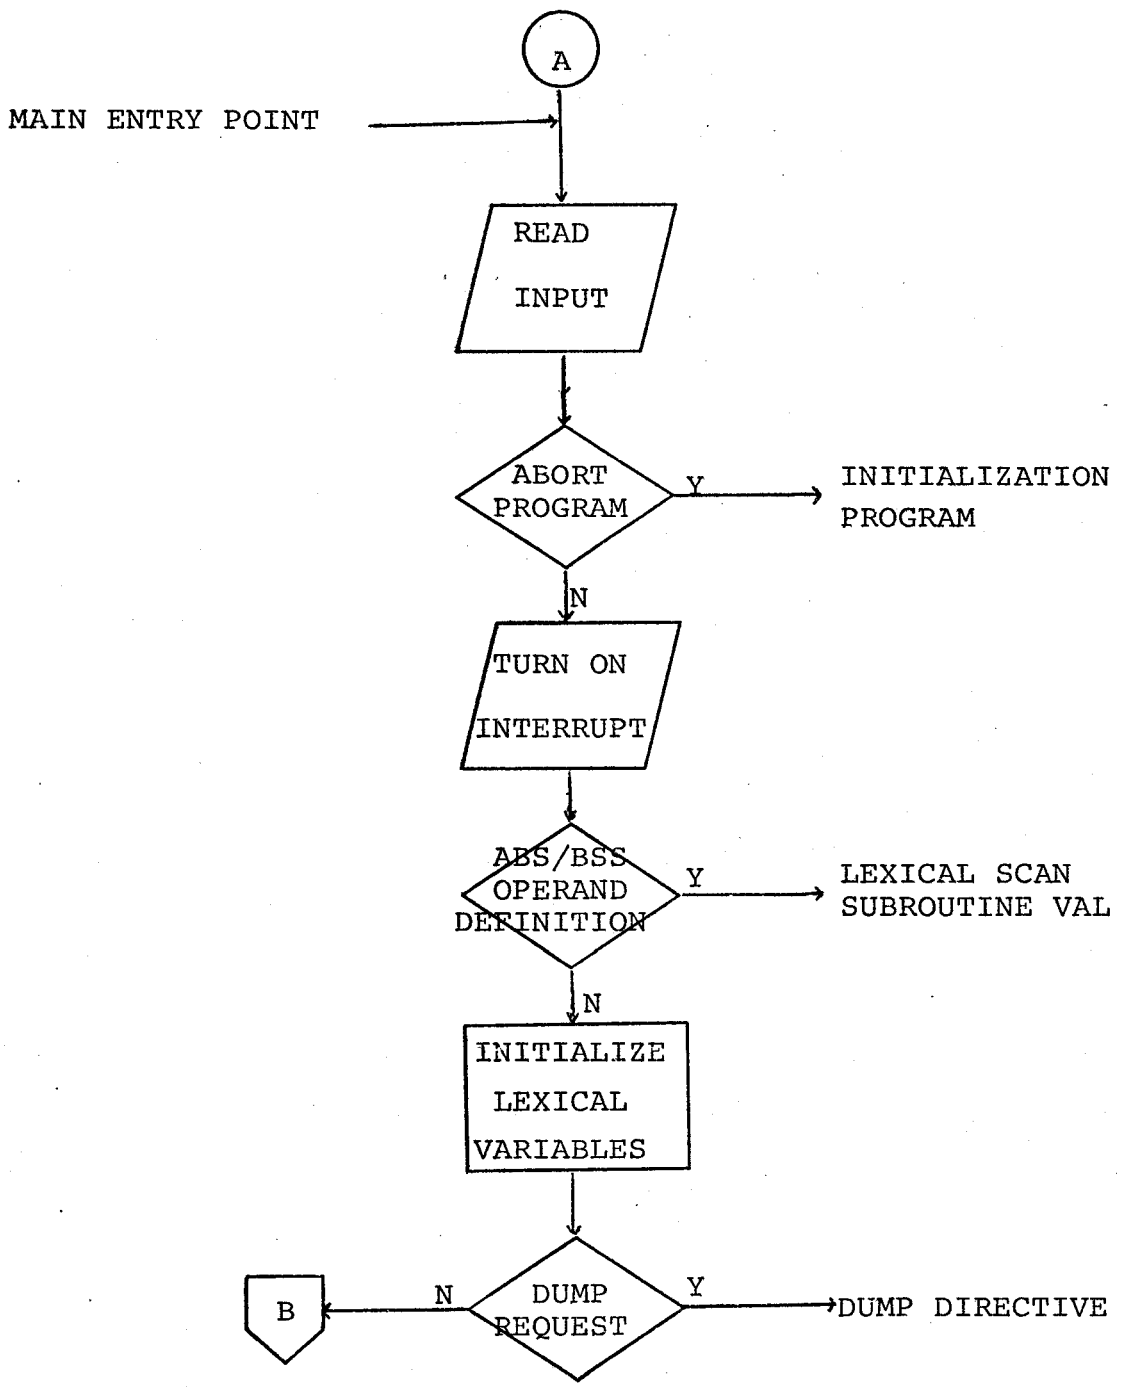 A
MAIN ENTRY POINT
READ
INPUT
ABORT
PROGRAM
Y
INITIALIZATION
PROGRAM
N
TURN ON
INTERRUPT
ABS/BSS
OPERAND
DEFINITION
Y
LEXICAL SCAN
SUBROUTINE VAL
N
INITIALIZE
LEXICAL
VARIABLES
B
N
DUMP
REQUEST
Y
DUMP DIRECTIVE